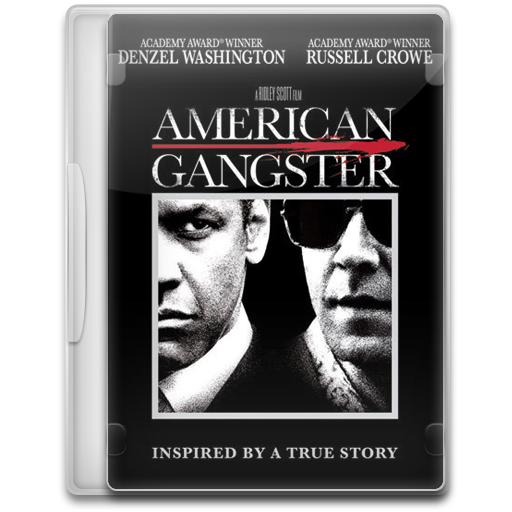 ACADEMY AWARD® WINNER ACADEMY AWARD® WINNER
DENZEL WASHINGTON RUSSELL CROWE
A RIDLEY SCOTT FILM
AMERICAN
GANGSTER
INSPIRED BY A TRUE STORY